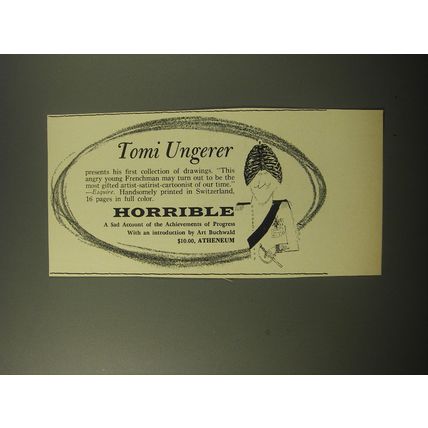 Tomi Ungerer
presents his first collection of drawings. "This
angry young Frenchman may turn out to be the
most gifted artist-satirist-cartoonist of our time."
—Esquire. Handsomely printed in Switzerland,
16 pages in full color.
HORRIBLE
A Sad Account of the Achievements of Progress
With an introduction by Art Buchwald
$10.00, ATHENEUM